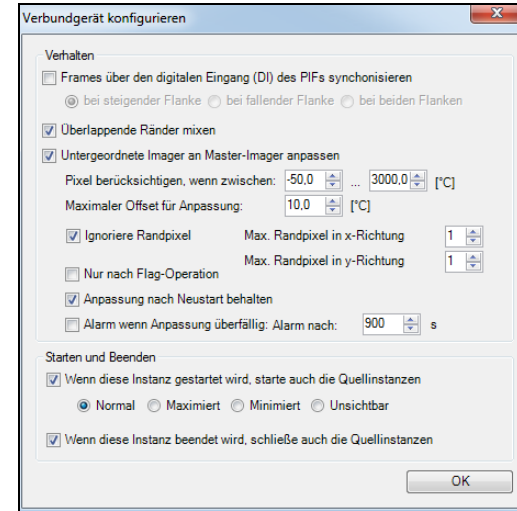 Verbundgerät konfigurieren
Verhalten
Frames über den digitalen Eingang (DI) des PIFs synchonisieren
bei steigender Flanke bei fallender Flanke bei beiden Flanken
Überlappende Ränder mixen
Untergeordnete Imager an Master-Imager anpassen
Pixel berücksichtigen, wenn zwischen: -50,0 ... 3000,0 [°C]
Maximaler Offset für Anpassung: 10,0 [°C]
Ignoriere Randpixel Max. Randpixel in x-Richtung 1
Max. Randpixel in y-Richtung 1
Nur nach Flag-Operation
Anpassung nach Neustart behalten
Alarm wenn Anpassung überfällig: Alarm nach: 900 s
Starten und Beenden
Wenn diese Instanz gestartet wird, starte auch die Quellinstanzen
Normal Maximiert Minimiert Unsichtbar
Wenn diese Instanz beendet wird, schließe auch die Quellinstanzen
OK